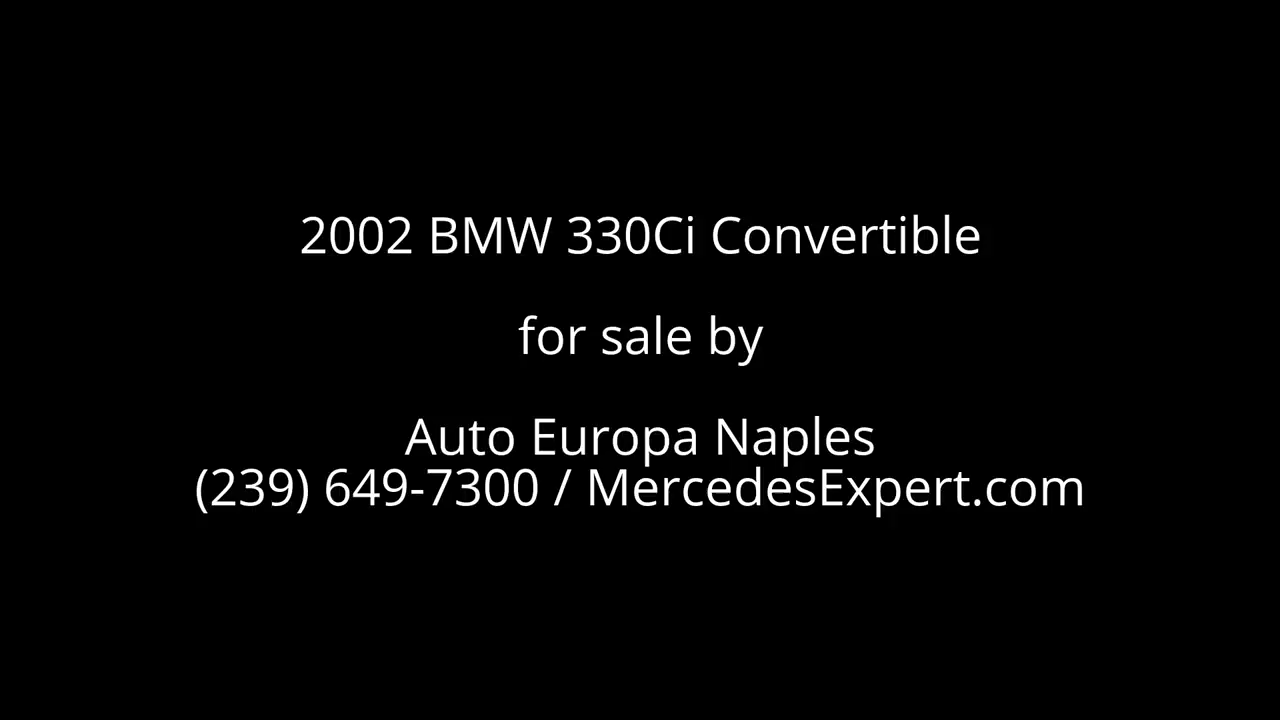 2002 BMW 330Ci Convertible
for sale by
Auto Europa Naples
(239) 649-7300 / MercedesExpert.com